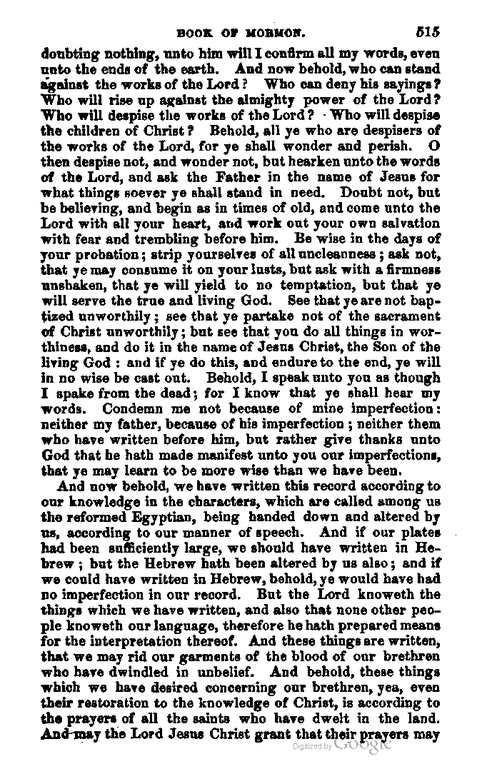 BOOK OF MORMON. 515
doubting nothing, unto him will I confirm all my words, even
unto the ends of the earth. And now behold, who can stand
against the works of the Lord? Who can deny his sayings?
Who will rise up against the almighty power of the Lord?
Who will despise the works of the Lord? Who will despise
the children of Christ? Behold, all ye who are despisers of
the works of the Lord, for ye shall wonder and perish. O
then despise not, and wonder not, but hearken unto the words
of the Lord, and ask the Father in the name of Jesus for
what things soever ye shall stand in need. Doubt not, but
be believing, and begin as in times of old, and come unto the
Lord with all your heart, and work out your own salvation
with fear and trembling before him. Be wise in the days of
your probation; strip yourselves of all uncleanness; ask not,
that ye may consume it on your lusts, but ask with a firmness
unshaken, that ye will yield to no temptation, but that ye
will serve the true and living God. See that ye are not bap-
tized unworthily; see that ye partake not of the sacrament
of Christ unworthily; but see that you do all things in wor-
thiness, and do it in the name of Jesus Christ, the Son of the
living God: and if ye do this, and endure to the end, ye will
in no wise be cast out. Behold, I speak unto you as though
I spake from the dead; for I know that ye shall hear my
words. Condemn me not because of mine imperfection:
neither my father, because of his imperfection; neither them
who have written before him, but rather give thanks unto
God that he hath made manifest unto you our imperfections,
that ye may learn to be more wise than we have been.
And now behold, we have written this record according to
our knowledge in the characters, which are called among us
the reformed Egyptian, being handed down and altered by
us, according to our manner of speech. And if our plates
had been sufficiently large, we should have written in He-
brew; but the Hebrew hath been altered by us also; and if
we could have written in Hebrew, behold, ye would have had
no imperfection in our record. But the Lord knoweth the
things which we have written, and also that none other peo-
ple knoweth our language, therefore he hath prepared means
for the interpretation thereof. And these things are written,
that we may rid our garments of the blood of our brethren
who have dwindled in unbelief. And behold, these things
which we have desired concerning our brethren, yea, even
their restoration to the knowledge of Christ, is according to
the prayers of all the saints who have dwelt in the land.
And may the Lord Jesus Christ grant that their prayers may
Digitized by Google